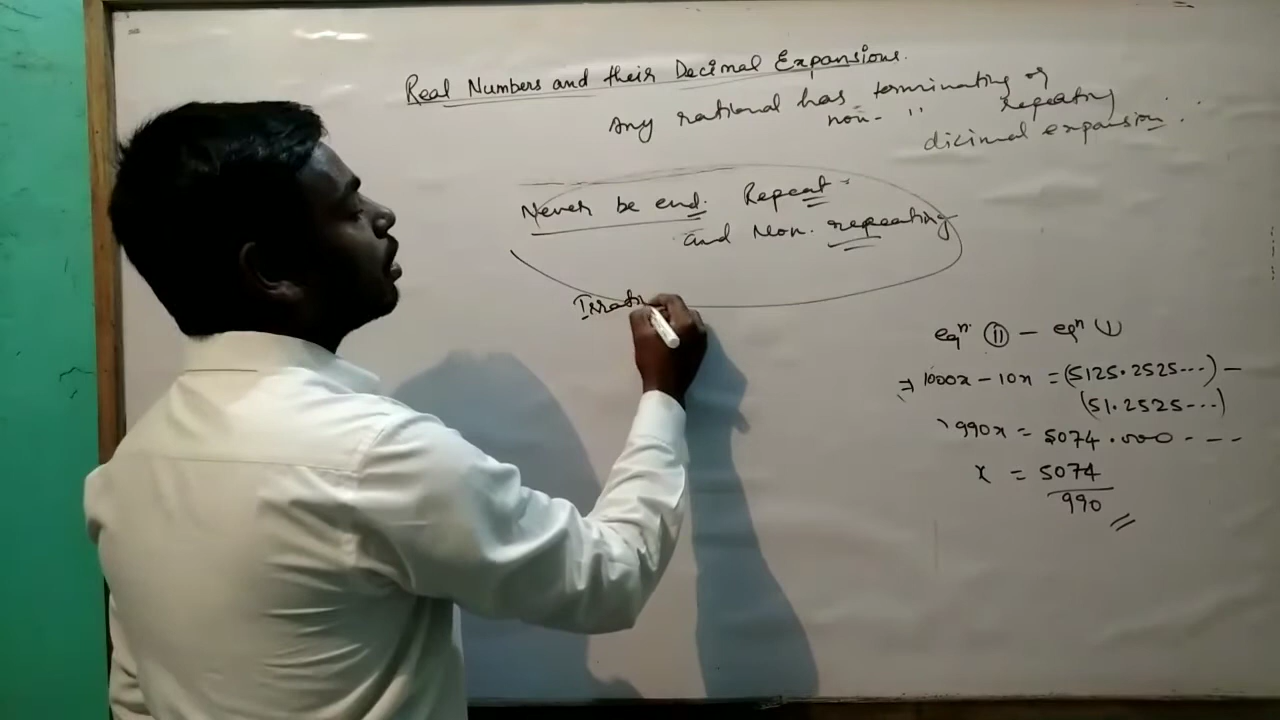 Real Numbers and their Decimal Expansions.
Any rational has terminating or
non- " repeating
dicimal expansion.
Never be end. Repeat
and Non. repeating
Irratio
eqⁿ (II) – eqⁿ (I)
⇒ 1000x – 10x = (5125.2525...) –
(51.2525...)
990x = 5074.000 - - -
x = 5074
990